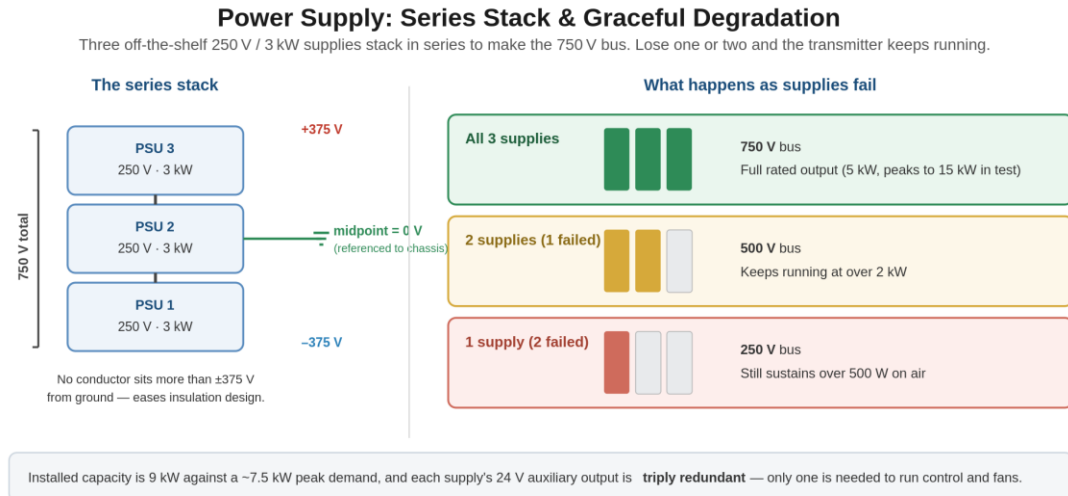 Power Supply: Series Stack & Graceful Degradation
Three off-the-shelf 250 V / 3 kW supplies stack in series to make the 750 V bus. Lose one or two and the transmitter keeps running.
The series stack
750 V total
PSU 3
250 V · 3 kW
PSU 2
250 V · 3 kW
PSU 1
250 V · 3 kW
+375 V
midpoint = 0 V
(referenced to chassis)
–375 V
No conductor sits more than ±375 V
from ground — eases insulation design.
What happens as supplies fail
All 3 supplies
750 V bus
Full rated output (5 kW, peaks to 15 kW in test)
2 supplies (1 failed)
500 V bus
Keeps running at over 2 kW
1 supply (2 failed)
250 V bus
Still sustains over 500 W on air
Installed capacity is 9 kW against a ~7.5 kW peak demand, and each supply's 24 V auxiliary output is triply redundant — only one is needed to run control and fans.